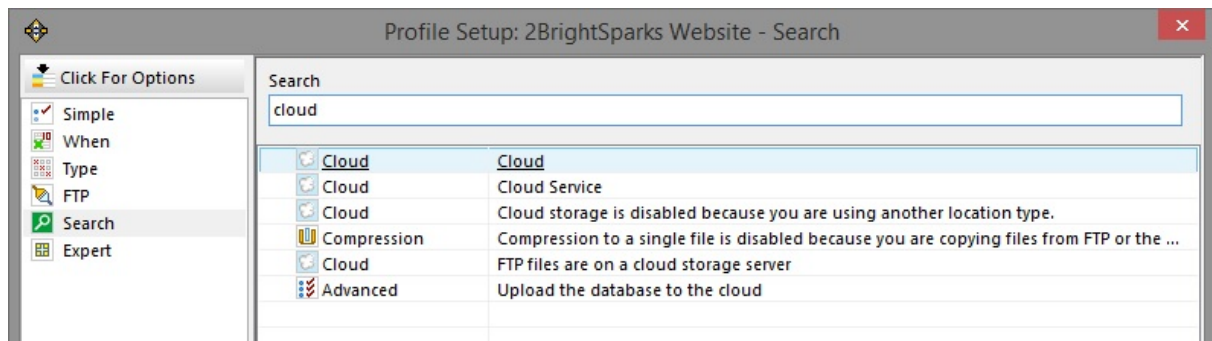 Profile Setup: 2BrightSparks Website - Search
Click For Options
Simple
When
Type
FTP
Search
Expert
Search
cloud
Cloud Cloud
Cloud Cloud Service
Cloud Cloud storage is disabled because you are using another location type.
Compression Compression to a single file is disabled because you are copying files from FTP or the ...
Cloud FTP files are on a cloud storage server
Advanced Upload the database to the cloud